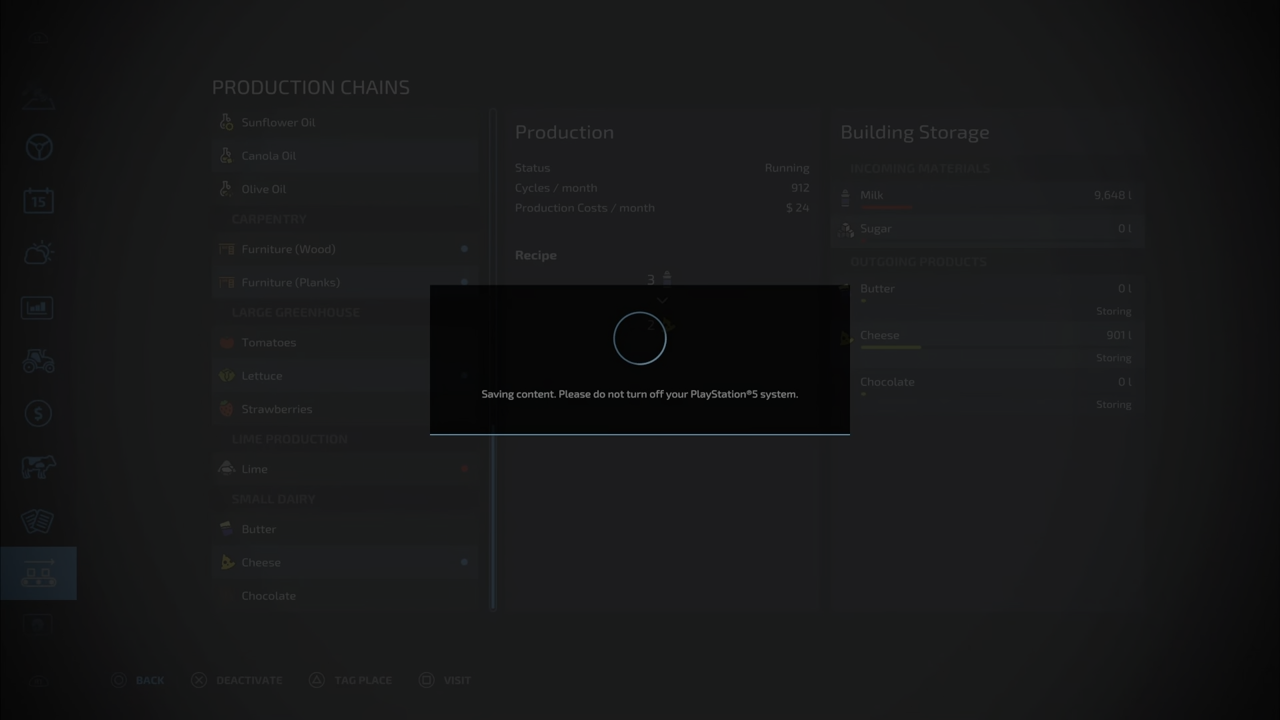 PRODUCTION CHAINS
Sunflower Oil
Canola Oil
Olive Oil
CARPENTRY
Furniture (Wood)
Furniture (Planks)
LARGE GREENHOUSE
Tomatoes
Lettuce
Strawberries
LIME PRODUCTION
Lime
SMALL DAIRY
Butter
Cheese
Chocolate
15
Production
Status Running
Cycles / month 912
Production Costs / month $ 24
Recipe
3
2
Building Storage
INCOMING MATERIALS
Milk 9,648 l
Sugar 0 l
OUTGOING PRODUCTS
Butter 0 l
Storing
Cheese 901 l
Storing
Chocolate 0 l
Storing
Saving content. Please do not turn off your PlayStation®5 system.
BACK DEACTIVATE TAG PLACE VISIT